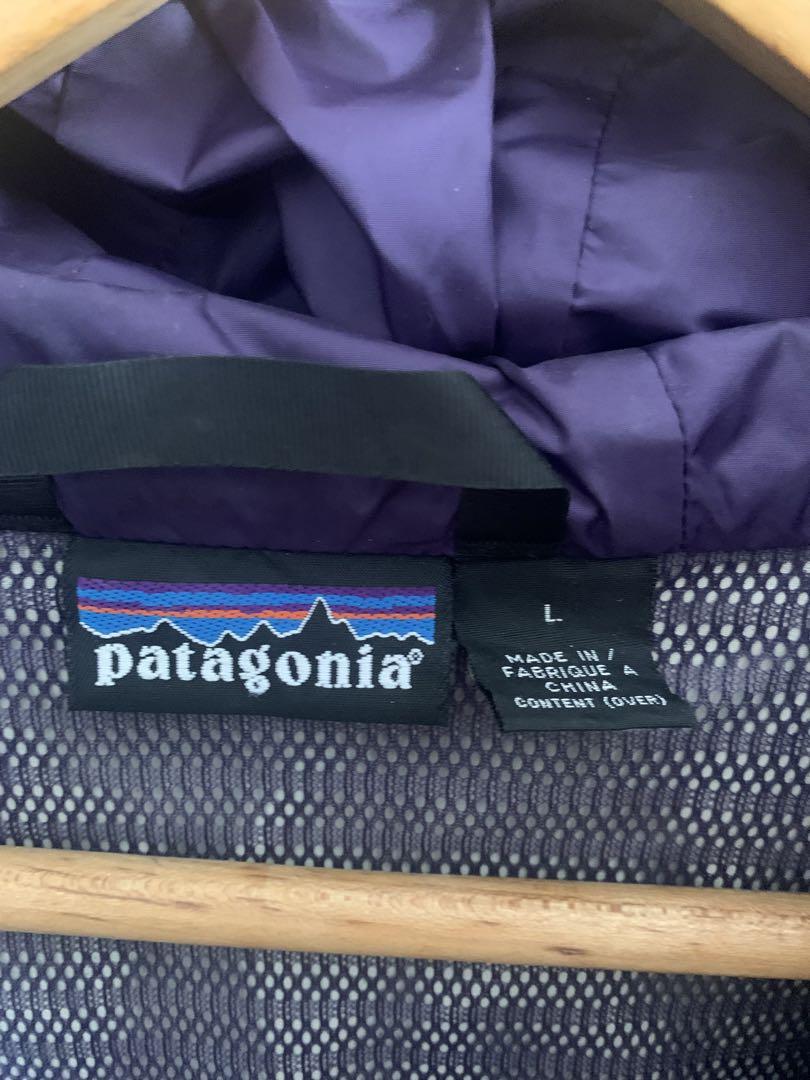 patagonia®
L
MADE IN /
FABRIQUE A
CHINA
CONTENT (OVER)